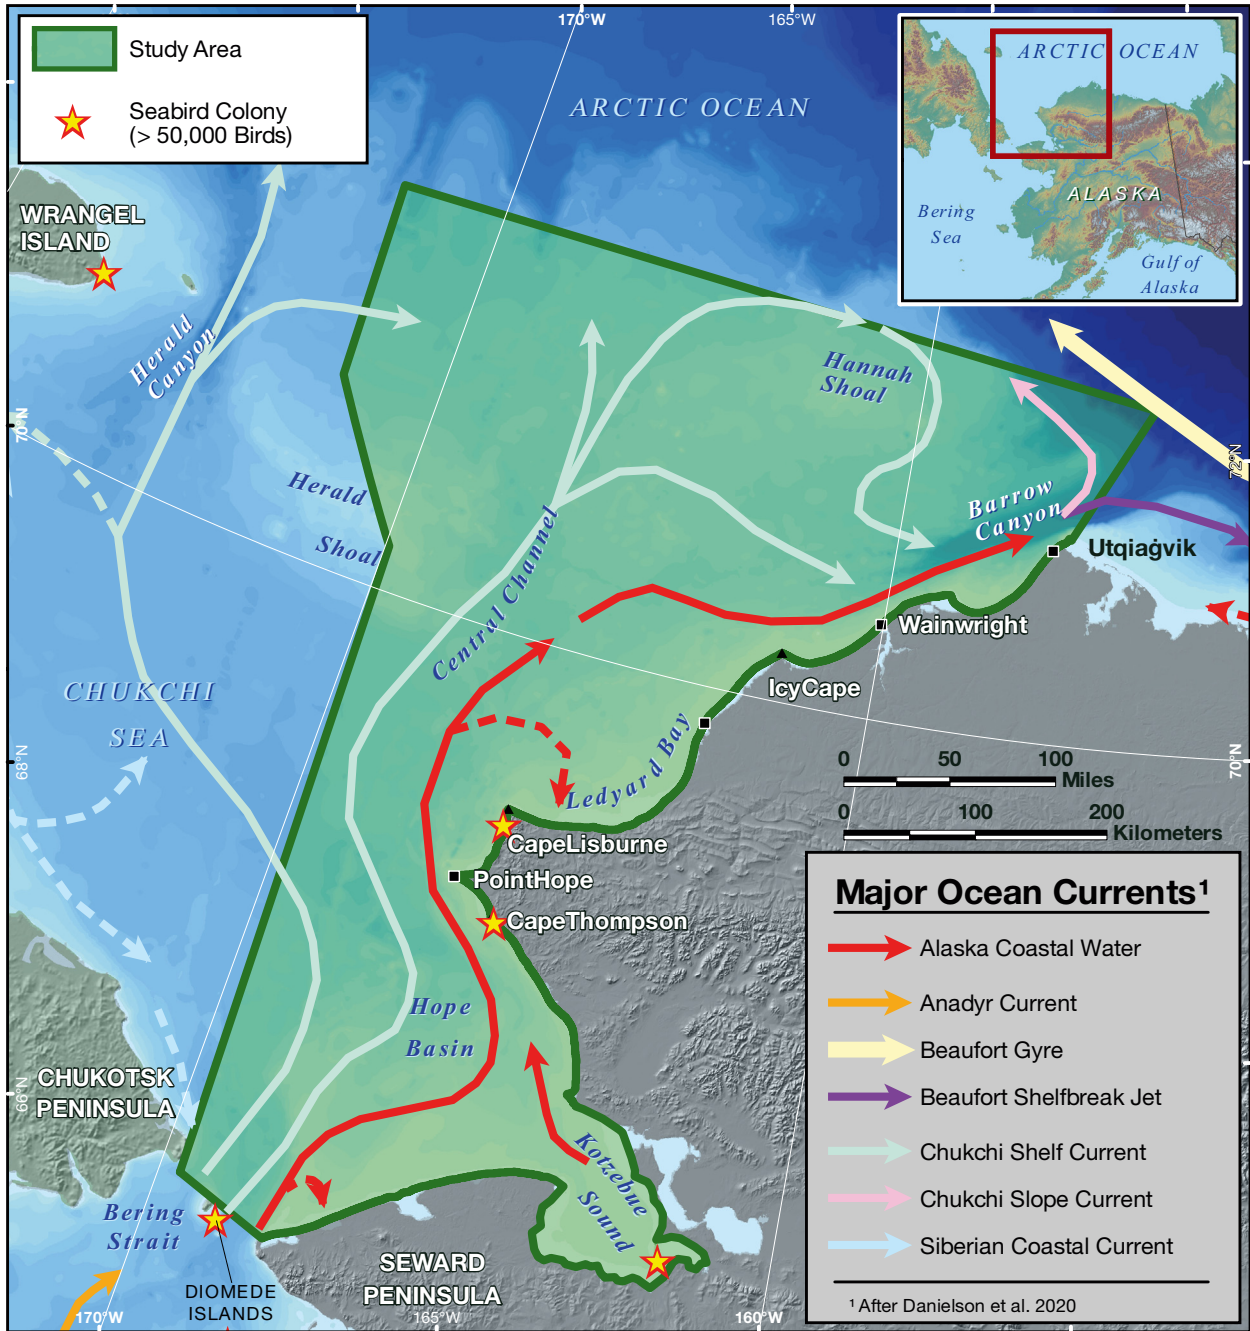 170°W
165°W
Study Area
Seabird Colony
(> 50,000 Birds)
ARCTIC OCEAN
ARCTIC OCEAN
ALASKA
Bering
Sea
Gulf of
Alaska
WRANGEL
ISLAND
Herald
Canyon
Hannah
Shoal
70°N
72°N
Herald
Shoal
Barrow
Canyon
Utqiaġvik
Central Channel
Wainwright
IcyCape
CHUKCHI
SEA
Ledyard Bay
68°N
70°N
0 50 100
Miles
0 100 200
Kilometers
CapeLisburne
PointHope
CapeThompson
Hope
Basin
CHUKOTSK
PENINSULA
66°N
Kotzebue
Sound
Bering
Strait
DIOMEDE
ISLANDS
SEWARD
PENINSULA
170°W
165°W
160°W
Major Ocean Currents¹
Alaska Coastal Water
Anadyr Current
Beaufort Gyre
Beaufort Shelfbreak Jet
Chukchi Shelf Current
Chukchi Slope Current
Siberian Coastal Current
¹ After Danielson et al. 2020